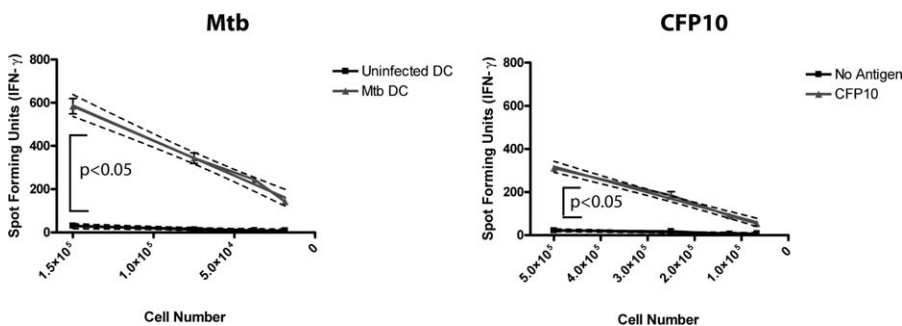 Mtb
Spot Forming Units (IFN-γ)
800
600
400
200
0
p<0.05
1.5×10⁵
1.0×10⁵
5.0×10⁴
0
Cell Number
Uninfected DC
Mtb DC
CFP10
Spot Forming Units (IFN-γ)
800
600
400
200
0
p<0.05
5.0×10⁵
4.0×10⁵
3.0×10⁵
2.0×10⁵
1.0×10⁵
0
Cell Number
No Antigen
CFP10